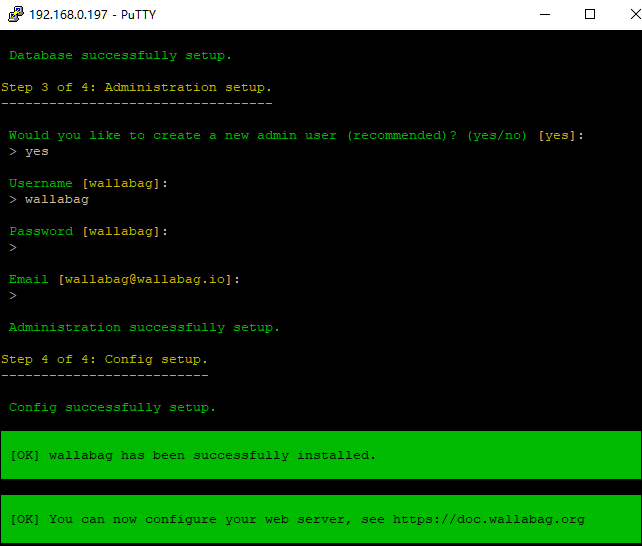 192.168.0.197 - PuTTY
Database successfully setup.
Step 3 of 4: Administration setup.
----------------------------------
Would you like to create a new admin user (recommended)? (yes/no) [yes]:
> yes
Username [wallabag]:
> wallabag
Password [wallabag]:
>
Email [wallabag@wallabag.io]:
>
Administration successfully setup.
Step 4 of 4: Config setup.
--------------------------
Config successfully setup.
[OK] wallabag has been successfully installed.
[OK] You can now configure your web server, see https://doc.wallabag.org